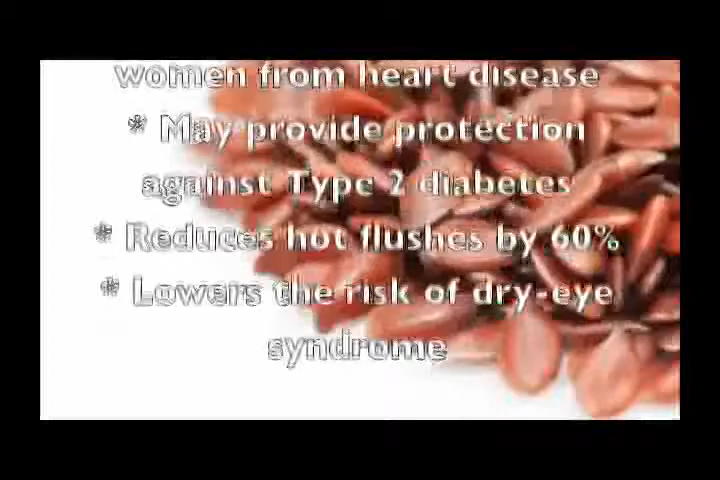 women from heart disease
* May provide protection
against Type 2 diabetes
* Reduces hot flushes by 60%
* Lowers the risk of dry-eye
syndrome